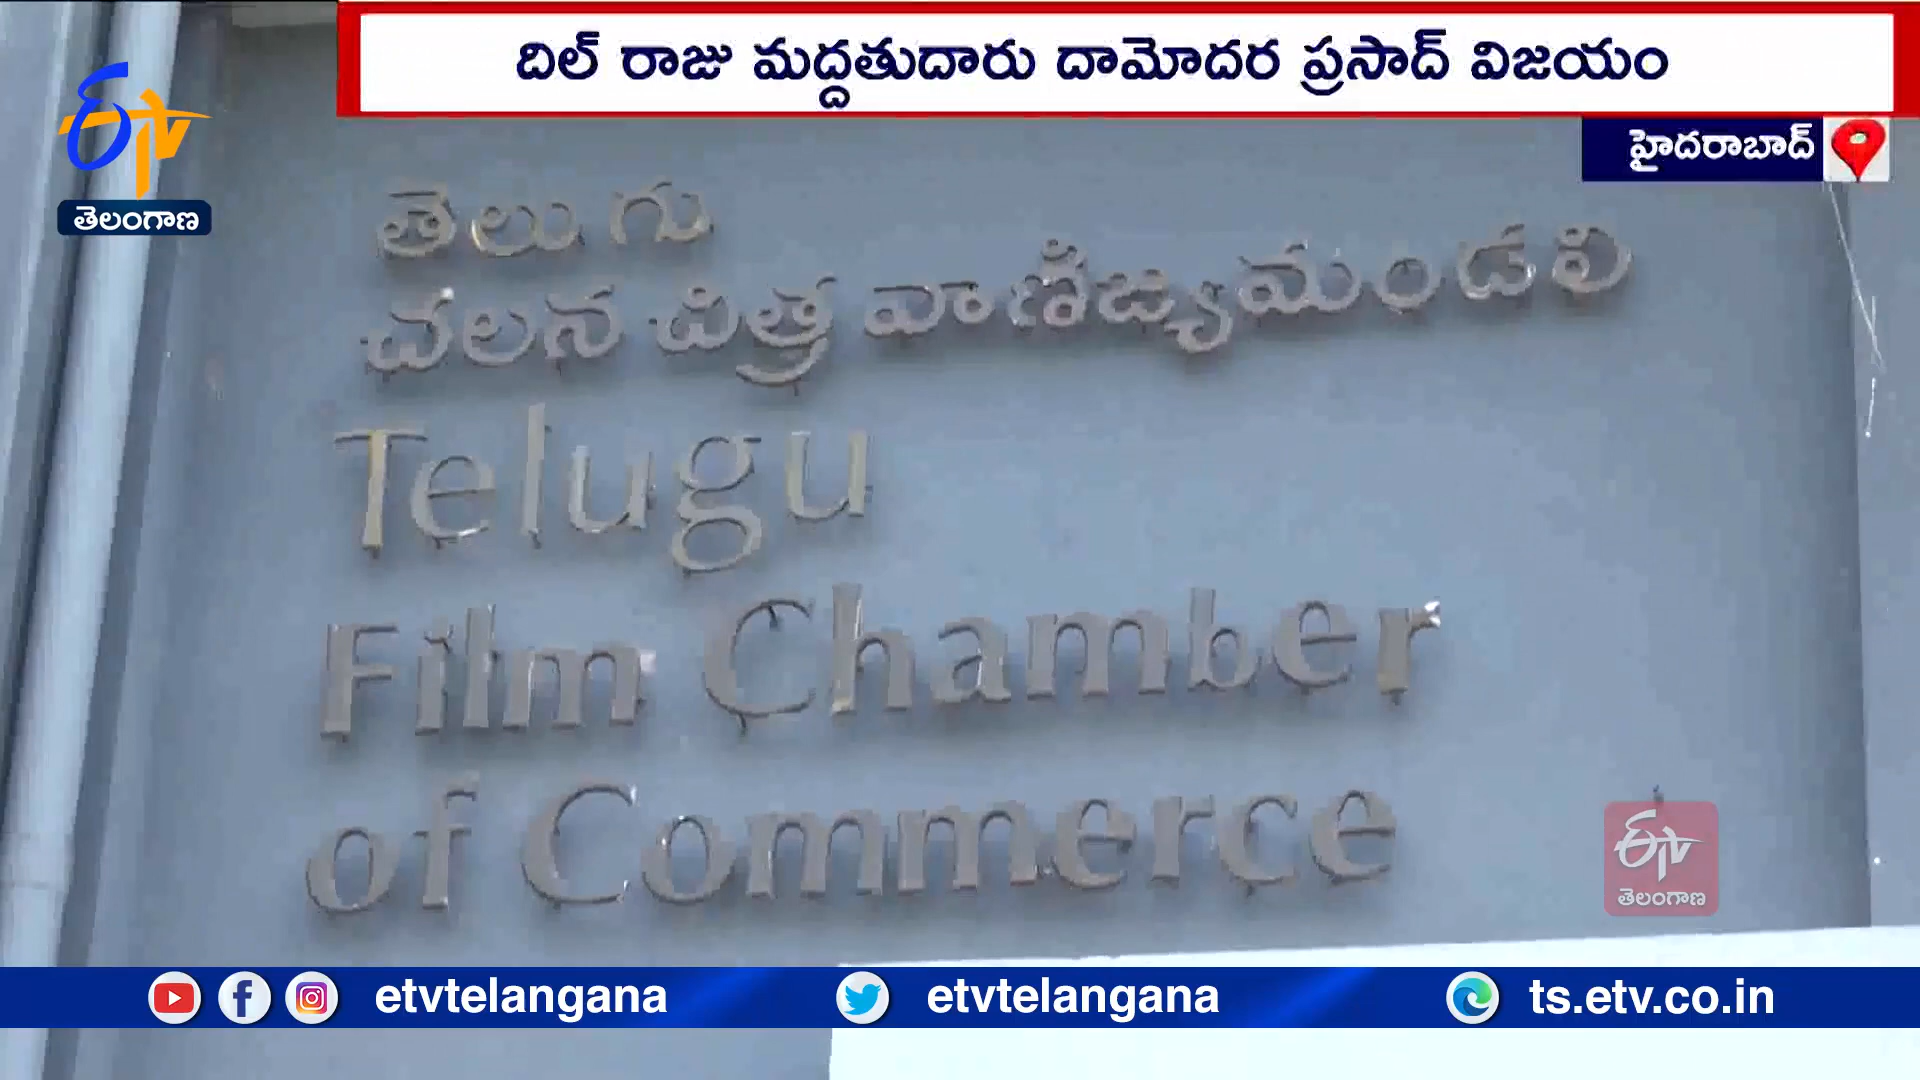 దిల్ రాజు మద్దతుదారు దామోదర ప్రసాద్ విజయం
హైదరాబాద్
ETV
తెలంగాణ
తెలుగు
చలన చిత్ర వాణిజ్యమండలి
Telugu
Film Chamber
of Commerce
ETV
తెలంగాణ
etvtelangana
etvtelangana
ts.etv.co.in